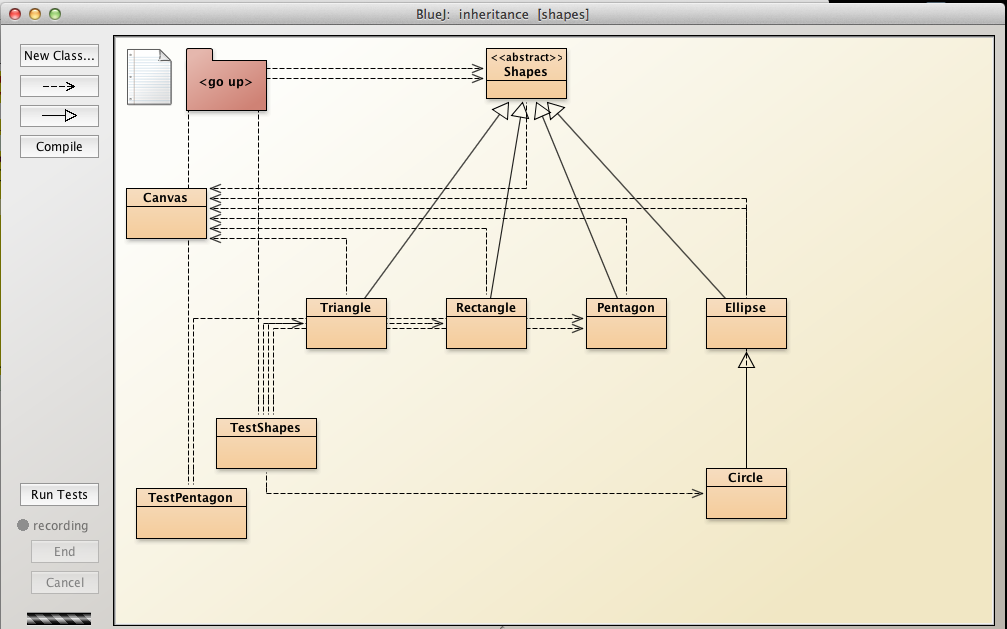 BlueJ:  inheritance  [shapes]
New Class...
Compile
<go up>
<<abstract>>
Shapes
Canvas
Triangle
Rectangle
Pentagon
Ellipse
TestShapes
TestPentagon
Circle
Run Tests
recording
End
Cancel